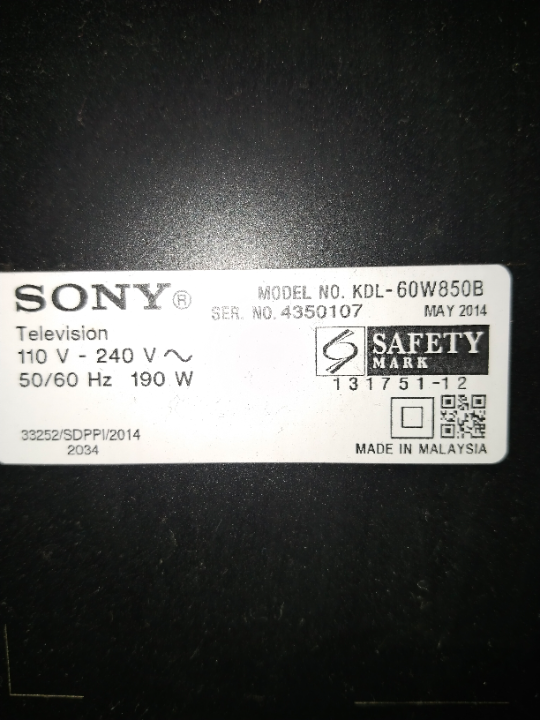 SONY®
MODEL NO. KDL-60W850B
SER. NO. 4350107 MAY 2014
Television
110 V - 240 V ~
50/60 Hz 190 W
SAFETY
MARK
131751-12
33252/SDPPI/2014
2034
MADE IN MALAYSIA